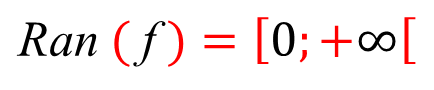 Ran (f) = [0; +∞[